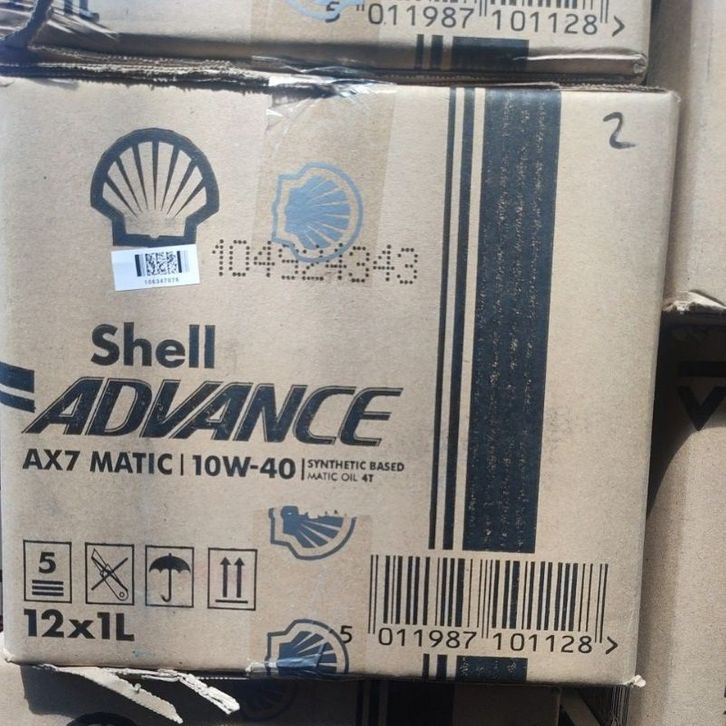 5 011987 101128 >
2
104924343
106347078
Shell
ADVANCE
AX7 MATIC | 10W-40 | SYNTHETIC BASED
MATIC OIL 4T
5
12x1L
5 011987 101128 >